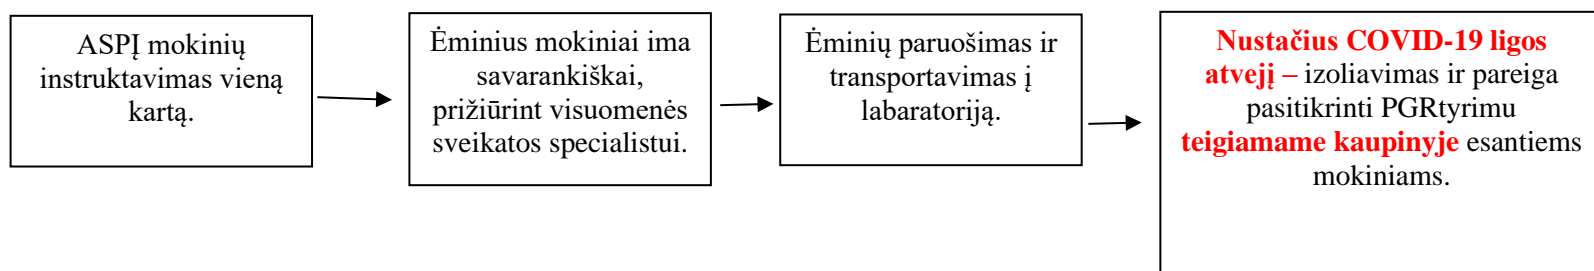 ASPĮ mokinių
instruktavimas vieną
kartą.
Ėminius mokiniai ima
savarankiškai,
prižiūrint visuomenės
sveikatos specialistui.
Ėminių paruošimas ir
transportavimas į
labaratoriją.
Nustačius COVID-19 ligos
atvejį – izoliavimas ir pareiga
pasitikrinti PGRtyrimu
teigiamame kaupinyje esantiems
mokiniams.